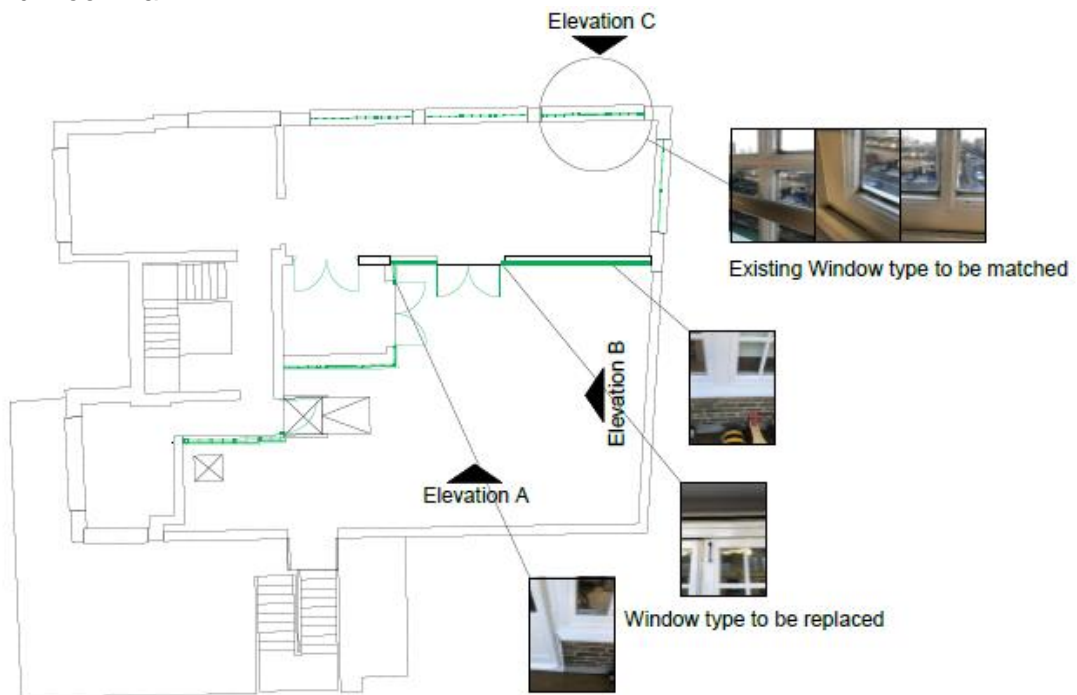 Elevation C
Existing Window type to be matched
Elevation B
Elevation A
Window type to be replaced